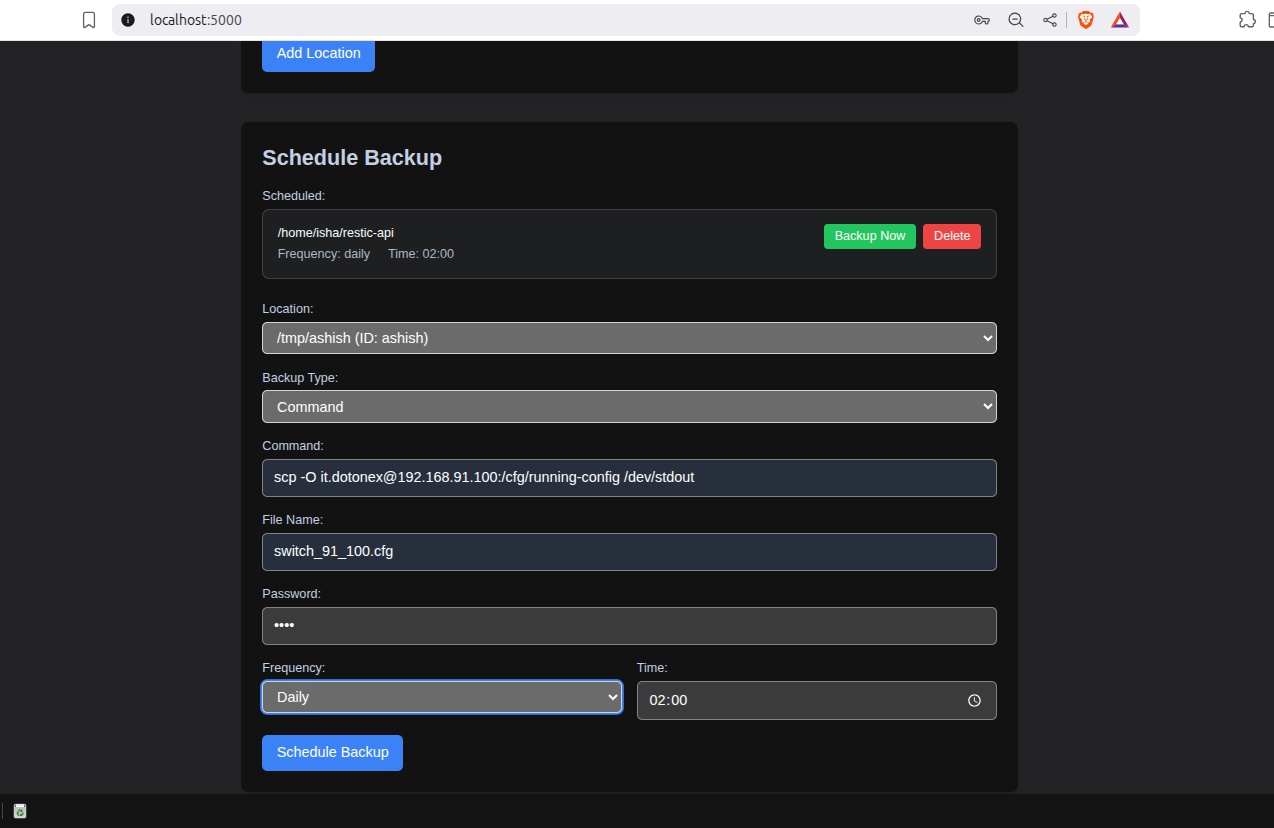 localhost:5000
Add Location
Schedule Backup
Scheduled:
/home/isha/restic-api
Backup Now
Delete
Frequency: daily Time: 02:00
Location:
/tmp/ashish (ID: ashish)
Backup Type:
Command
Command:
scp -O it.dotonex@192.168.91.100:/cfg/running-config /dev/stdout
File Name:
switch_91_100.cfg
Password:
••••
Frequency:
Time:
Daily
02:00
Schedule Backup